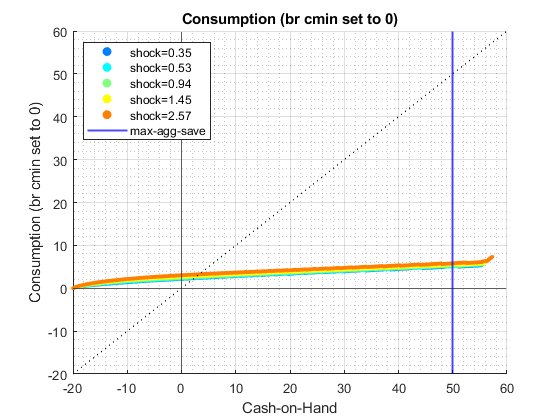 Consumption (br cmin set to 0)
60
50
40
30
20
10
0
-10
-20
Consumption (br cmin set to 0)
shock=0.35
shock=0.53
shock=0.94
shock=1.45
shock=2.57
max-agg-save
-20 -10 0 10 20 30 40 50 60
Cash-on-Hand